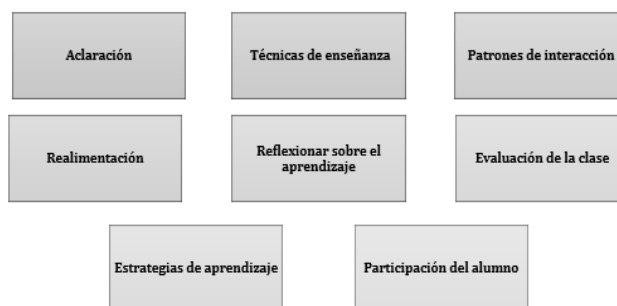 Aclaración
Técnicas de enseñanza
Patrones de interacción
Realimentación
Reflexionar sobre el
aprendizaje
Evaluación de la clase
Estrategias de aprendizaje
Participación del alumno